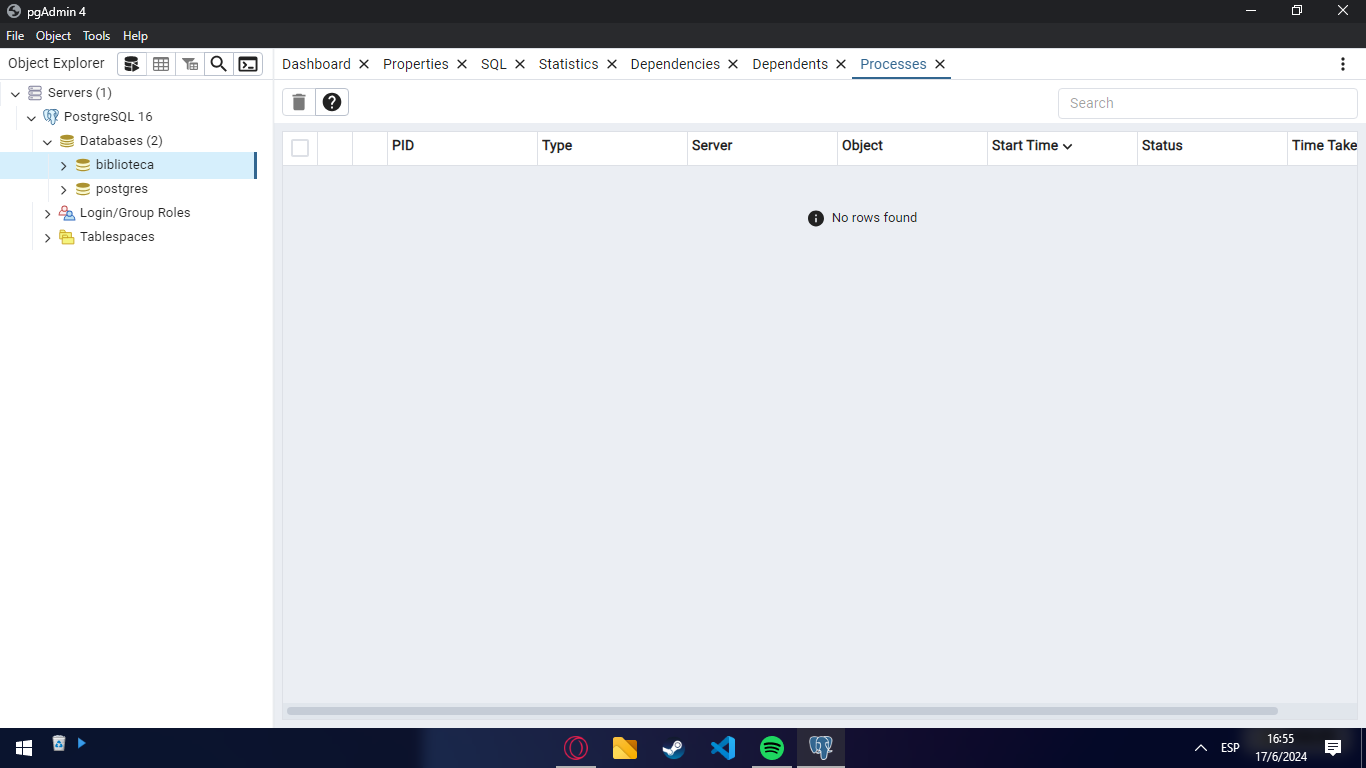 pgAdmin 4
File Object Tools Help
Object Explorer
Dashboard Properties SQL Statistics Dependencies Dependents Processes
Servers (1)
PostgreSQL 16
Databases (2)
biblioteca
postgres
Login/Group Roles
Tablespaces
Search
PID Type Server Object Start Time Status Time Take
No rows found
ESP
16:55
17/6/2024